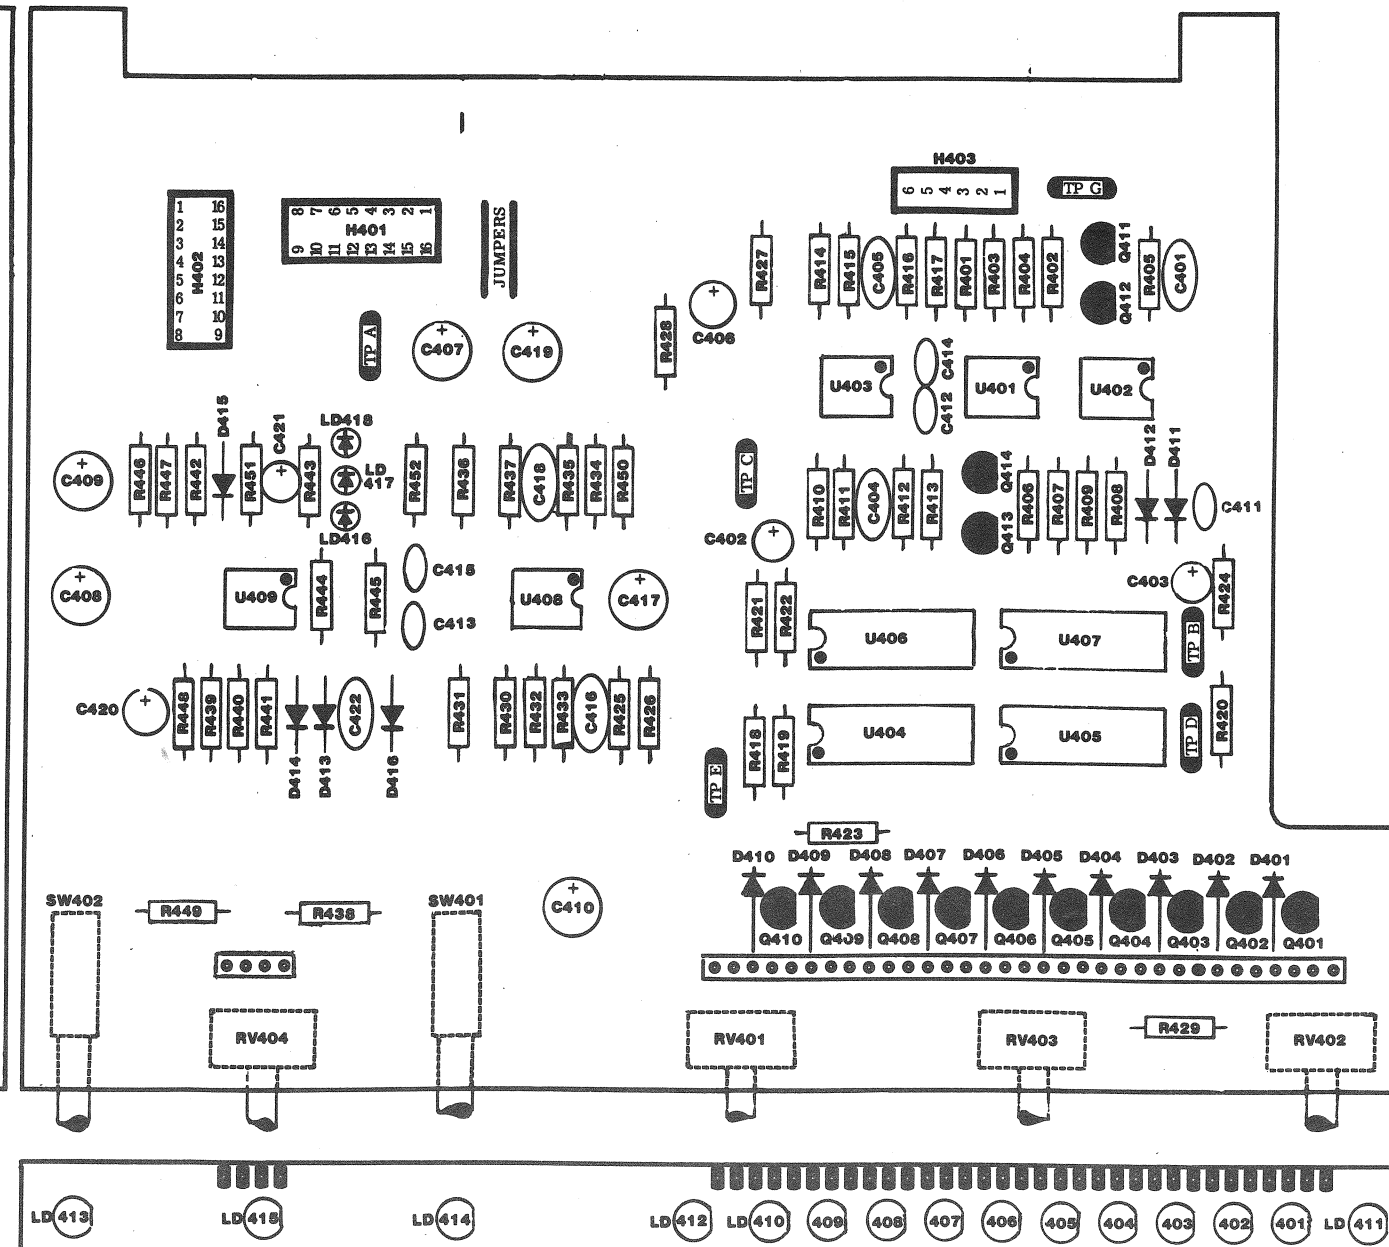 H403
6 5 4 3 2 1
TP G
1 16
2 15
3 14
4 13
5 12
6 11
7 10
8 9
H402
8 7 6 5 4 3 2 1
H401
9 10 11 12 13 14 15 16
JUMPERS
R427
R414
R415
C405
R416
R417
R401
R403
R404
R402
Q411
Q412
R405
C401
TP A
C407
C419
R428
C406
U403
C414
C412
U401
U402
D415
C421
LD418
LD
417
LD416
C409
R446
R447
R442
R451
R443
R452
R436
R437
C418
R435
R434
R450
TP C
R410
R411
C404
R412
R413
Q414
Q413
R406
R407
R409
R408
D412
D411
C411
C402
C408
U409
R444
R445
C415
C413
U408
C417
R421
R422
U406
U407
C403
R424
TP B
C420
R448
R439
R440
R441
D414
D413
C422
D416
R431
R430
R432
R433
C416
R425
R426
TP E
R418
R419
U404
U405
TP D
R420
R423
D410 D409 D408 D407 D406 D405 D404 D403 D402 D401
Q410 Q409 Q408 Q407 Q406 Q405 Q404 Q403 Q402 Q401
SW402
R449
R438
SW401
C410
RV404
RV401
RV403
R429
RV402
LD 413
LD 415
LD 414
LD 412
LD 410 409 408 407 406 405 404 403 402 401
LD 411